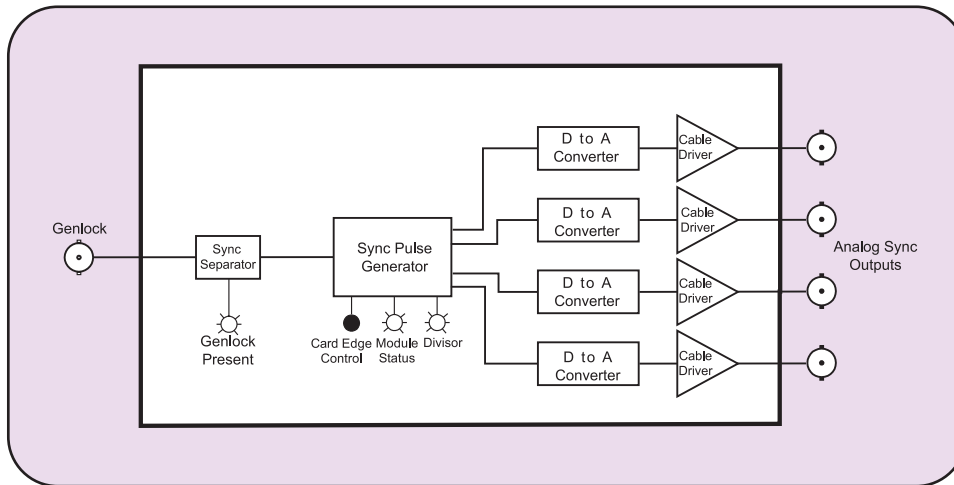 Genlock
Sync
Separator
Genlock
Present
Sync Pulse
Generator
Card Edge
Control
Module
Status
Divisor
D to A
Converter
Cable
Driver
D to A
Converter
Cable
Driver
D to A
Converter
Cable
Driver
D to A
Converter
Cable
Driver
Analog Sync
Outputs